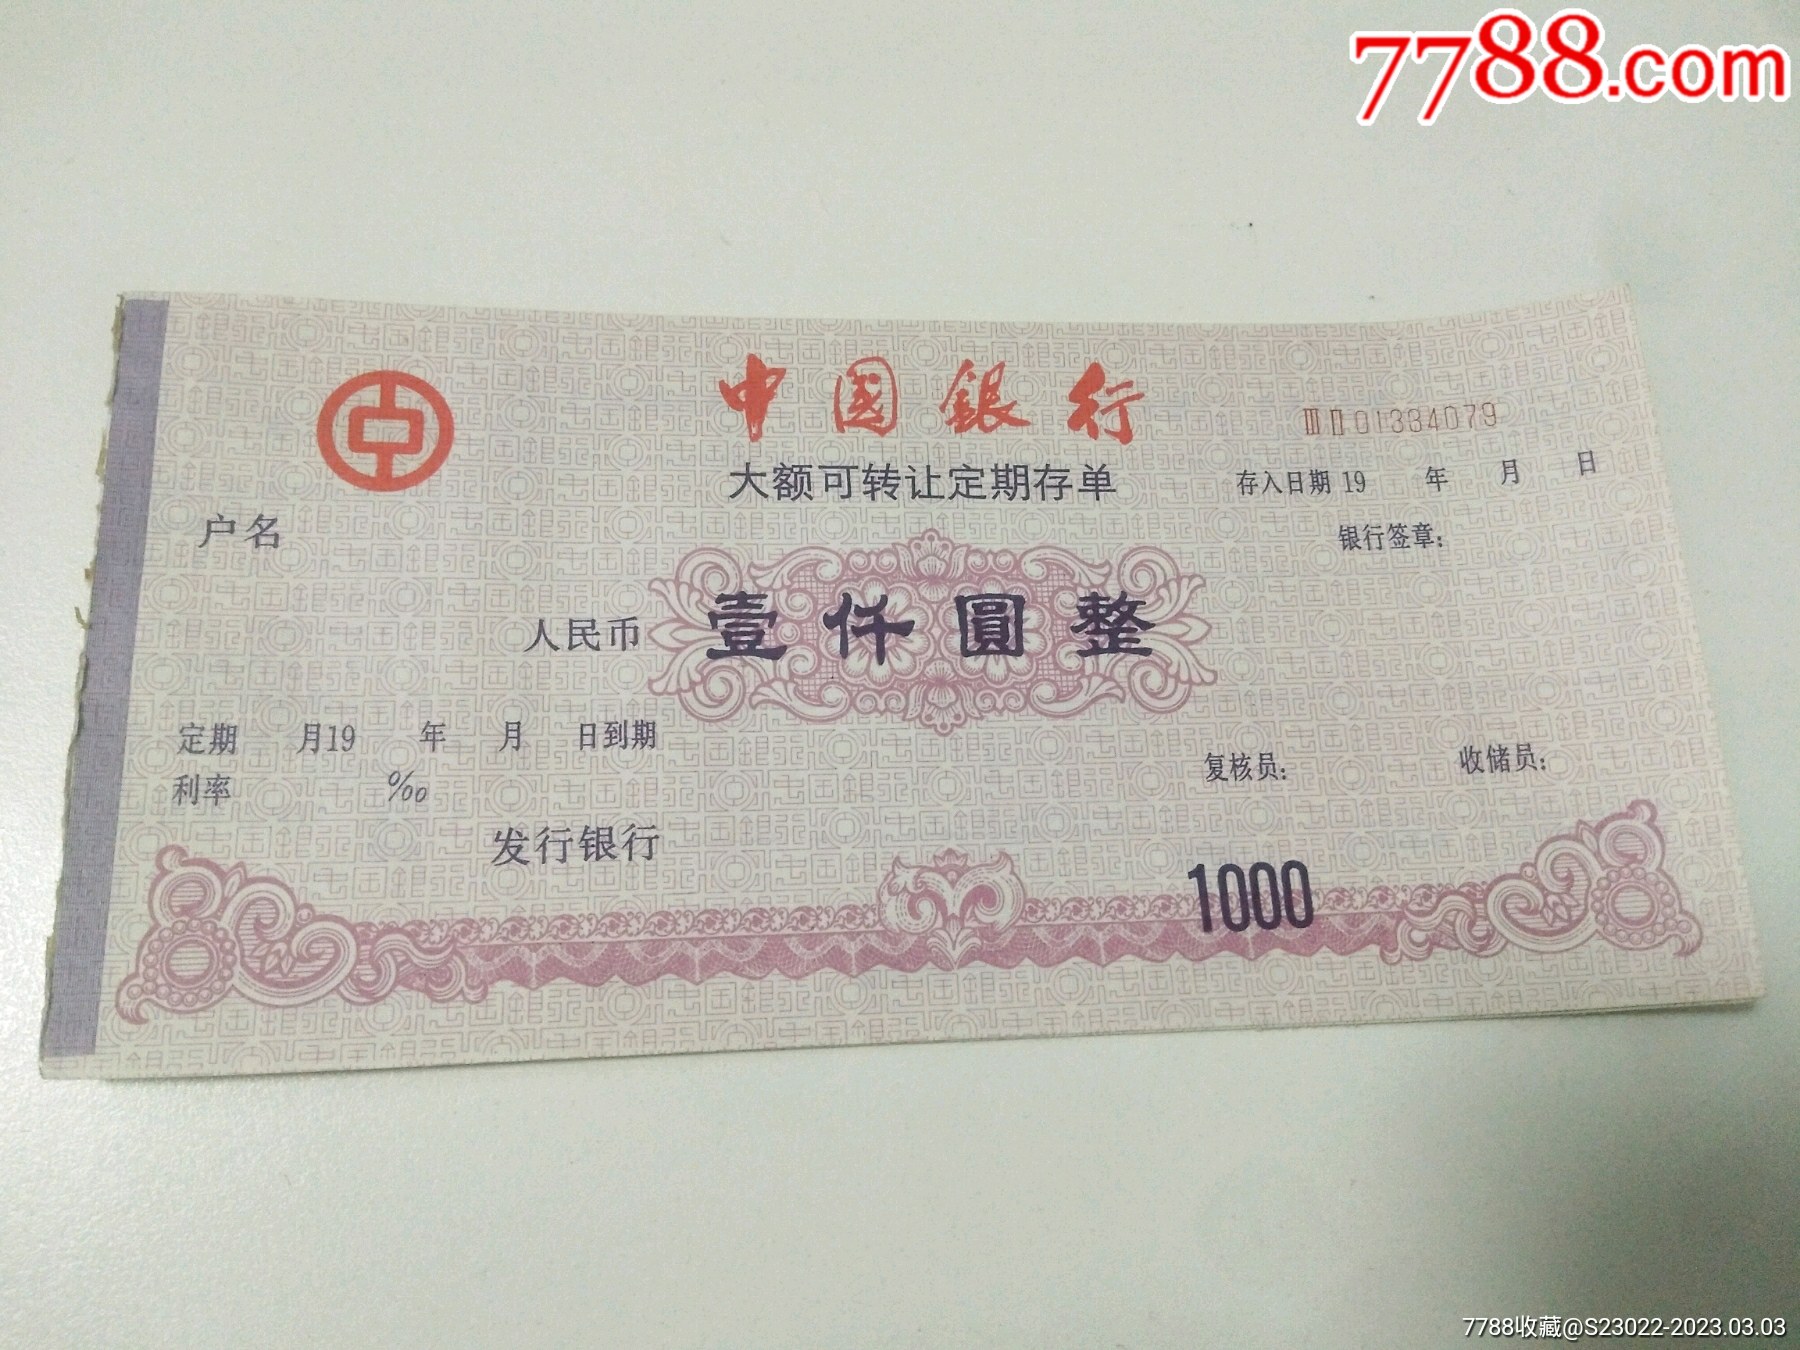 7788.com
中國銀行
ⅢⅡ01334079
大额可转让定期存单
存入日期 19 年 月 日
户名
银行签章：
人民币 壹仟圓整
定期 月19 年 月 日到期
复核员： 收储员：
利率 ‰
发行银行
1000
7788收藏@S23022-2023.03.03